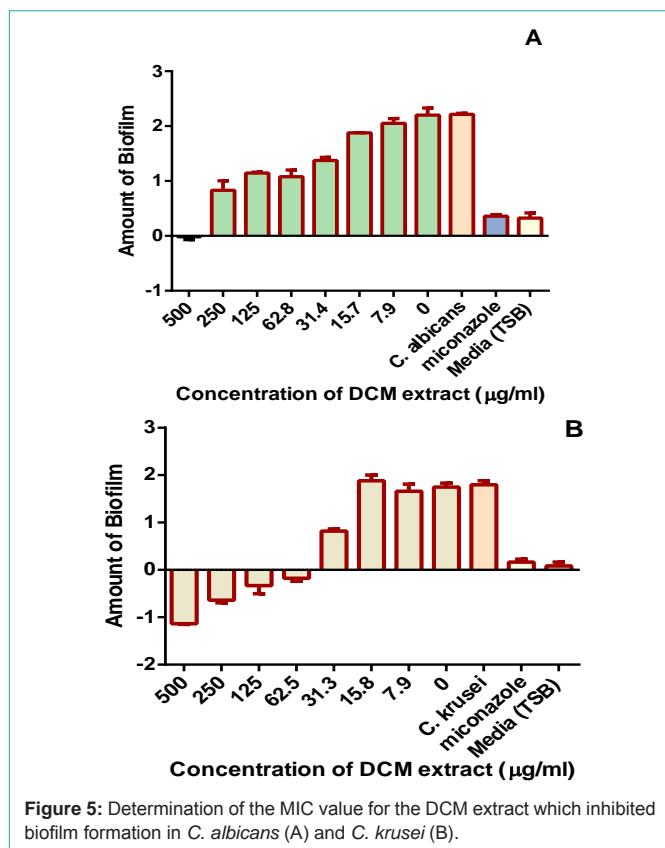 A
3
2
1
0
-1
Amount of Biofilm
500 250 125 62.8 31.4 15.7 7.9 0 C. albicans miconazole Media (TSB)
Concentration of DCM extract (µg/ml)
B
3
2
1
0
-1
-2
Amount of Biofilm
500 250 125 62.5 31.3 15.8 7.9 0 C. krusei miconazole Media (TSB)
Concentration of DCM extract (µg/ml)
Figure 5: Determination of the MIC value for the DCM extract which inhibited
biofilm formation in C. albicans (A) and C. krusei (B).